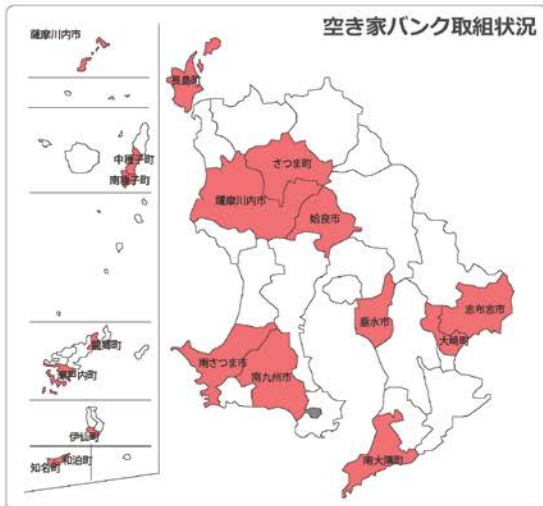 空き家バンク取組状況
薩摩川内市
長島町
中種子町
南種子町
さつま町
薩摩川内市
姶良市
垂水市
志布志市
大崎町
龍郷町
瀬戸内町
南さつま市
南九州市
伊仙町
知名町
和泊町
南大隅町